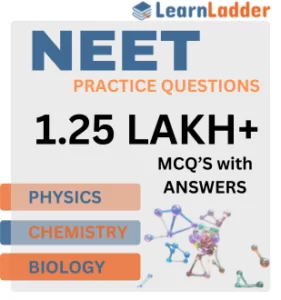 LearnLadder
NEET
PRACTICE QUESTIONS
1.25 LAKH+
MCQ’S with
ANSWERS
PHYSICS
CHEMISTRY
BIOLOGY